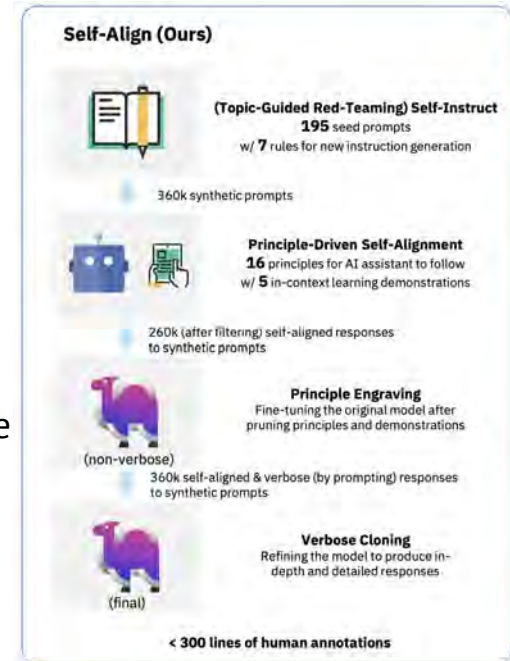 Self-Align (Ours)
(Topic-Guided Red-Teaming) Self-Instruct
195 seed prompts
w/ 7 rules for new instruction generation
360k synthetic prompts
Principle-Driven Self-Alignment
16 principles for AI assistant to follow
w/ 5 in-context learning demonstrations
260k (after filtering) self-aligned responses
to synthetic prompts
e
Principle Engraving
Fine-tuning the original model after
pruning principles and demonstrations
(non-verbose)
360k self-aligned & verbose (by prompting) responses
to synthetic prompts
Verbose Cloning
Refining the model to produce in-
depth and detailed responses
(final)
< 300 lines of human annotations